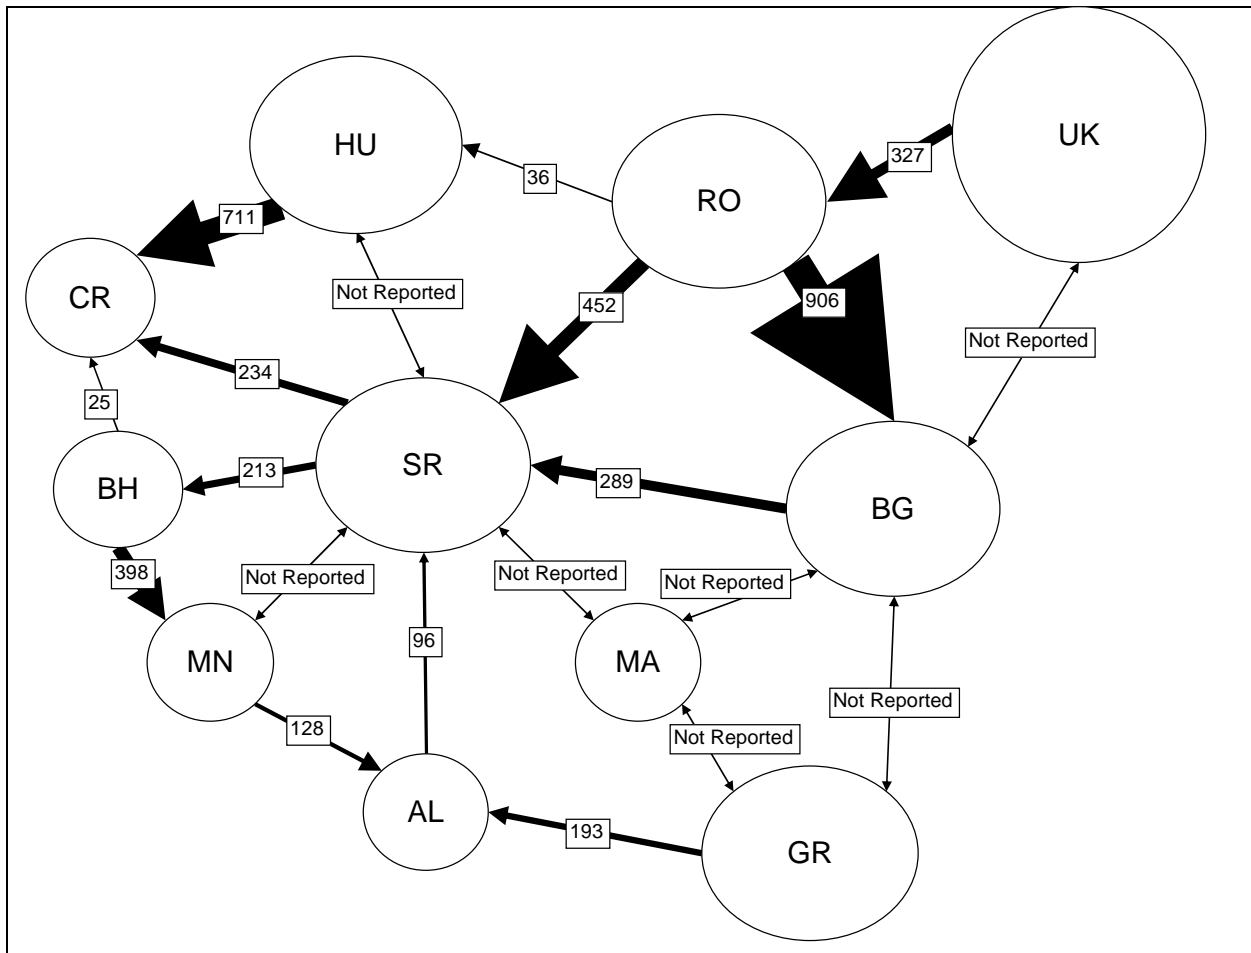 UK
HU
327
36
RO
711
Not Reported
CR
906
452
Not Reported
234
25
SR
213
289
BH
BG
398
Not Reported
Not Reported
Not Reported
96
MN
MA
Not Reported
128
Not Reported
AL
193
GR